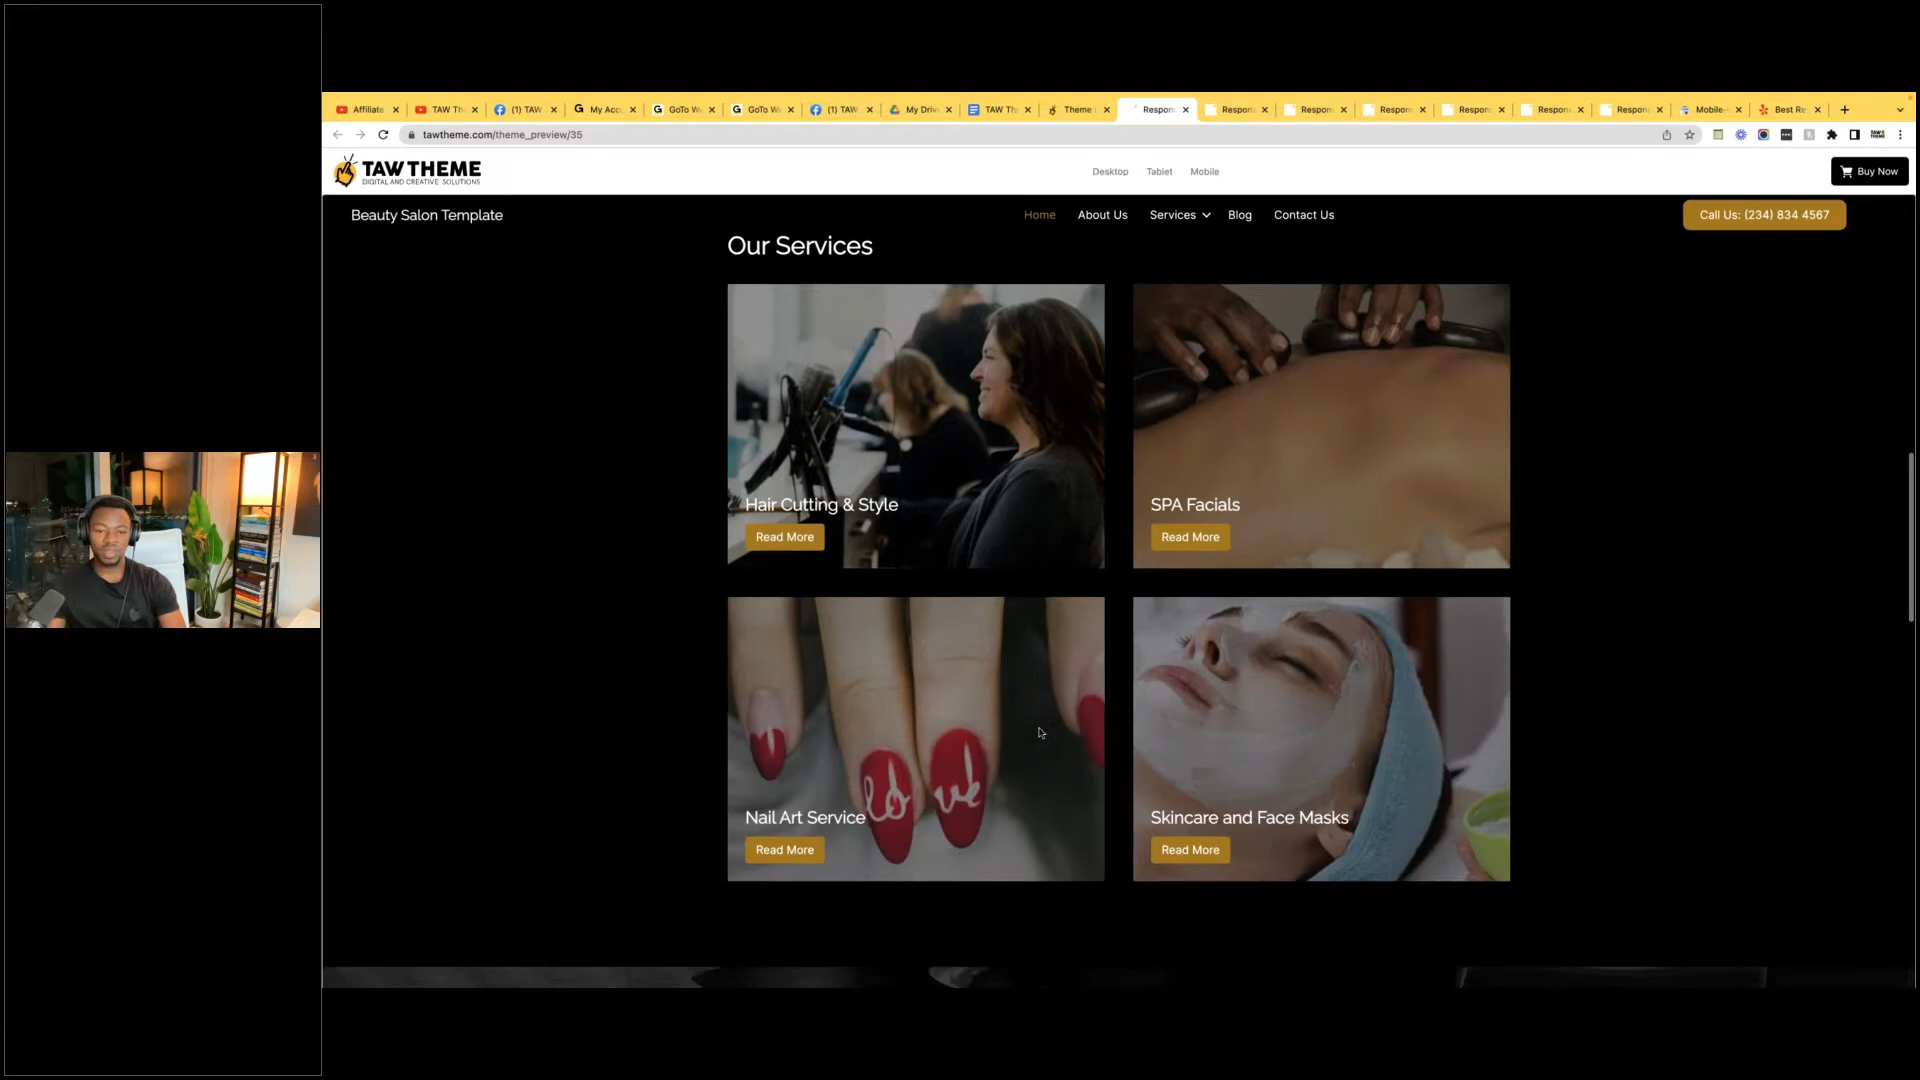 Affiliate
TAW Th
(1) TAW
My Acc
GoTo W
GoTo W
(1) TAW
My Driv
TAW Th
Theme
Respon
Respon
Respon
Respon
Respon
Respon
Respon
Mobile-
Best Re
tawtheme.com/theme_preview/35
TAW THEME
DIGITAL AND CREATIVE SOLUTIONS
Desktop Tablet Mobile
Buy Now
Beauty Salon Template
Home About Us Services Blog Contact Us
Call Us: (234) 834 4567
Our Services
Hair Cutting & Style
Read More
SPA Facials
Read More
love
Nail Art Service
Read More
Skincare and Face Masks
Read More